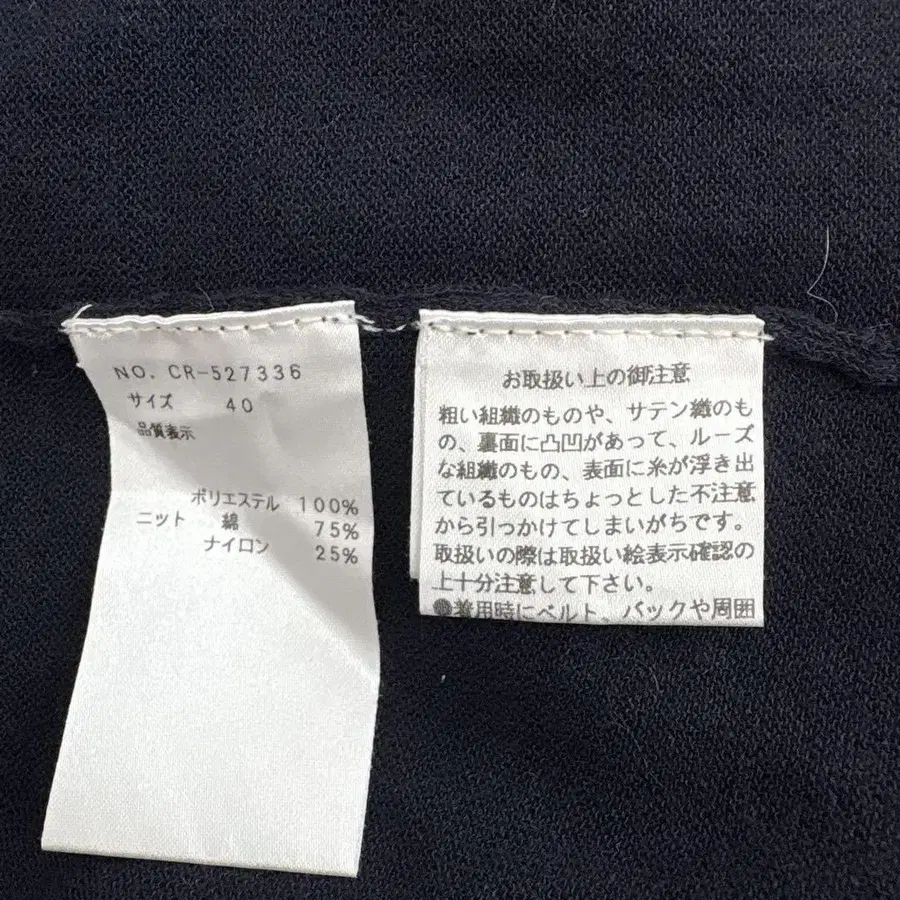 NO. CR-527336
サイズ 40
品質表示
ポリエステル 100%
ニット 綿 75%
ナイロン 25%
お取扱い上の御注意
粗い組織のものや、サテン織のも
の、裏面に凸凹があって、ルーズ
な組織のもの、表面に糸が浮き出
ているものはちょっとした不注意
から引っかけてしまいがちです。
取扱いの際は取扱い絵表示確認の
上十分注意して下さい。
●着用時にベルト、バックや周囲